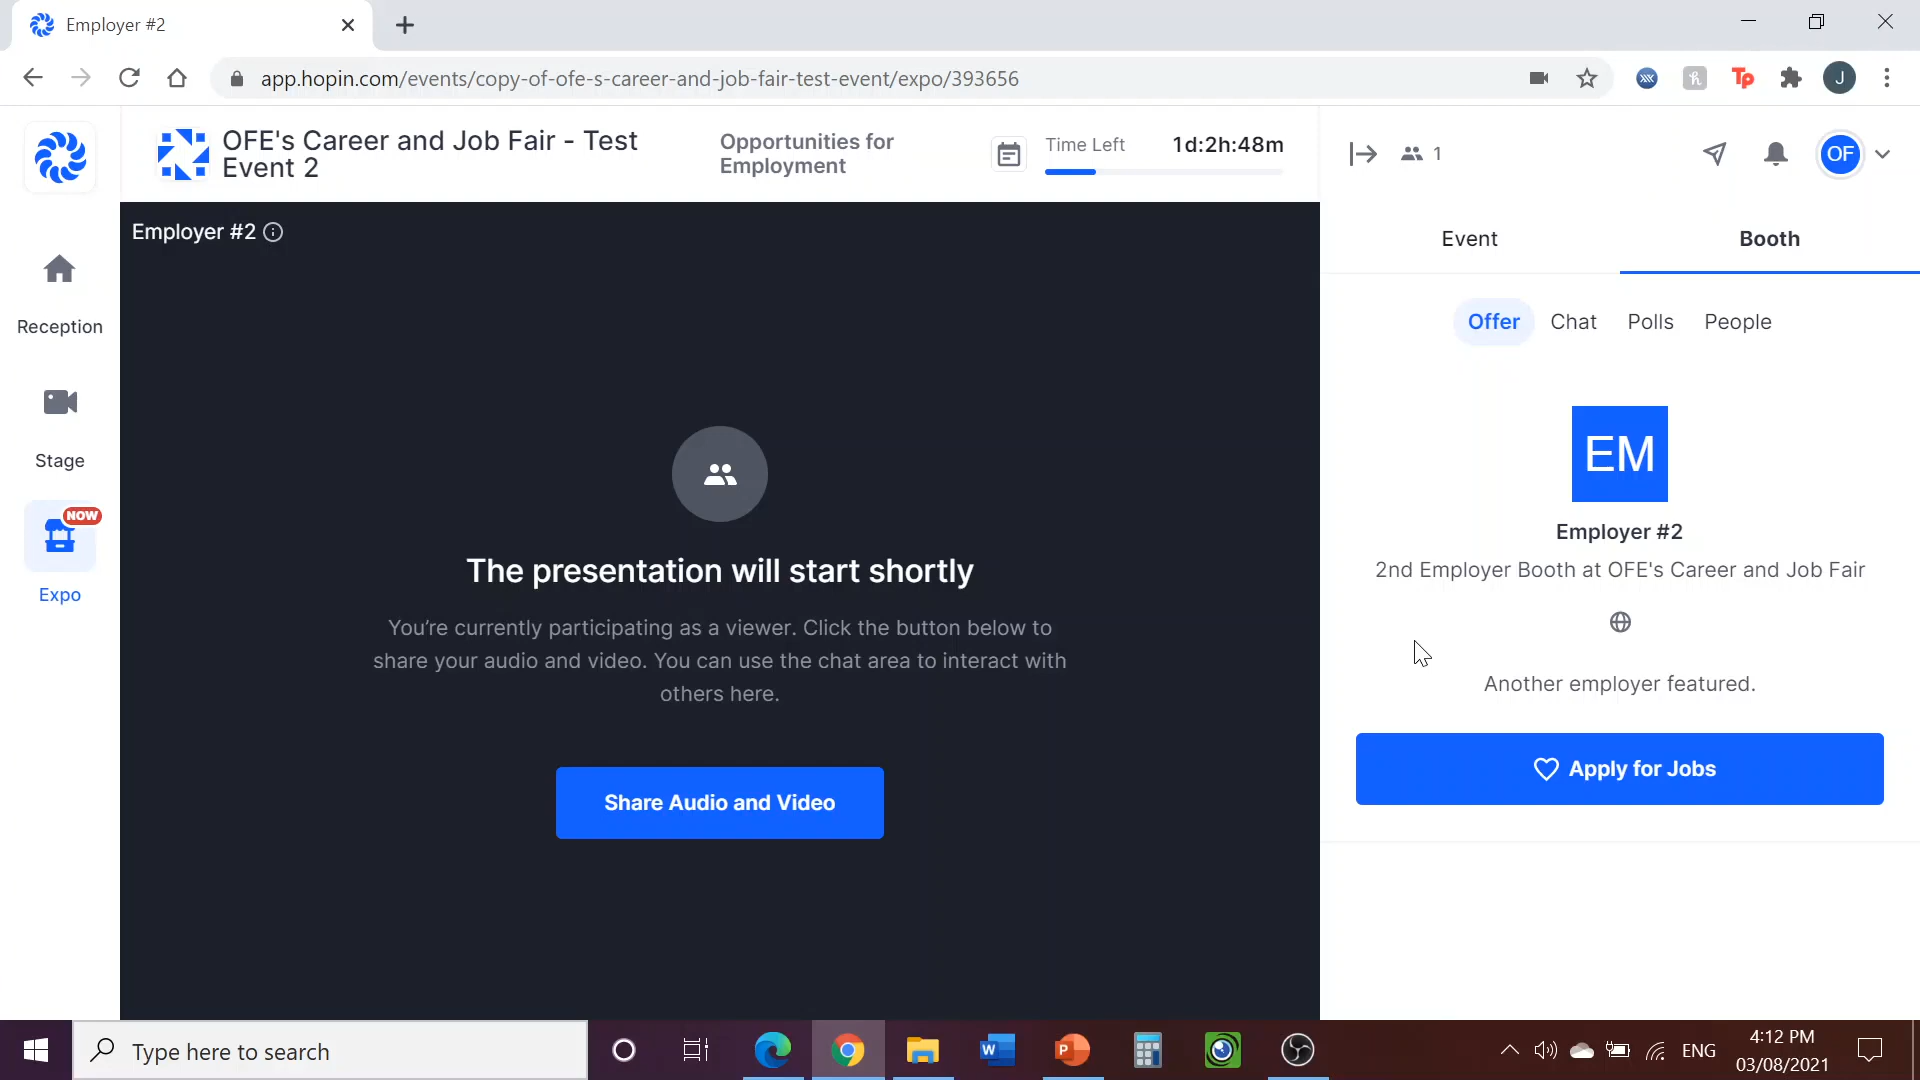 Employer #2
app.hopin.com/events/copy-of-ofe-s-career-and-job-fair-test-event/expo/393656
J
OFE's Career and Job Fair - Test
Event 2
Opportunities for
Employment
Time Left
1d:2h:48m
1
OF
Reception
Stage
NOW
Expo
Employer #2
The presentation will start shortly
You're currently participating as a viewer. Click the button below to
share your audio and video. You can use the chat area to interact with
others here.
Share Audio and Video
Event
Booth
Offer
Chat
Polls
People
EM
Employer #2
2nd Employer Booth at OFE's Career and Job Fair
Another employer featured.
Apply for Jobs
Type here to search
ENG
4:12 PM
03/08/2021